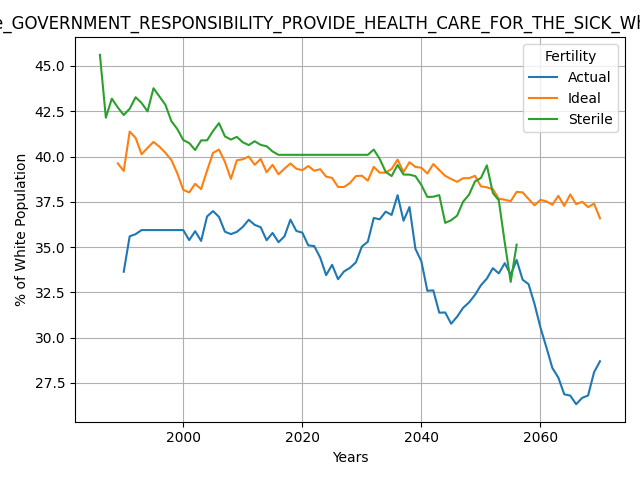 _GOVERNMENT_RESPONSIBILITY_PROVIDE_HEALTH_CARE_FOR_THE_SICK_Wh
Fertility
Actual
Ideal
Sterile
45.0
42.5
40.0
37.5
35.0
32.5
30.0
27.5
% of White Population
2000
2020
2040
2060
Years